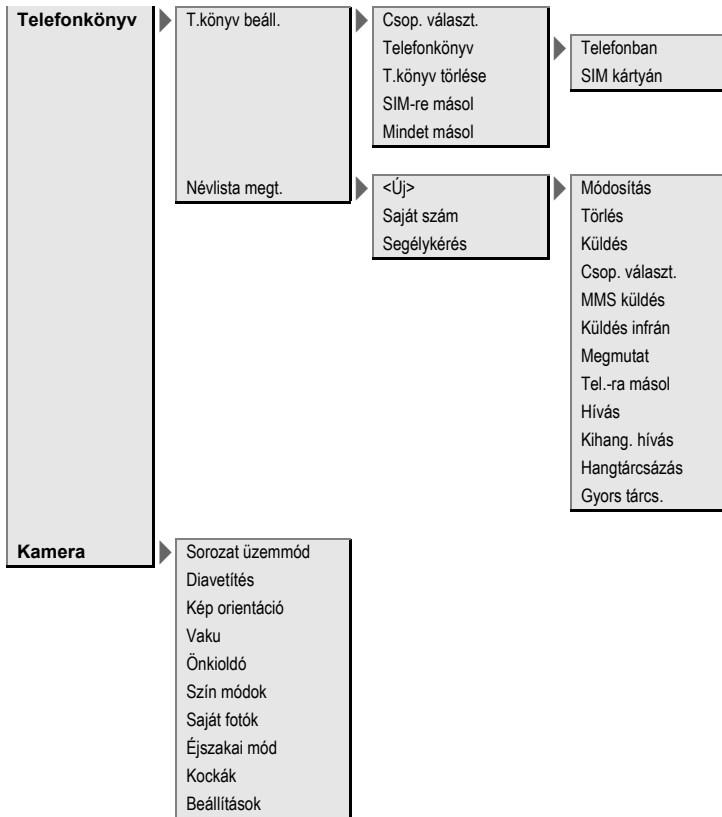 Telefonkönyv
T.könyv beáll.
Csop. választ.
Telefonkönyv
Telefonban
SIM kártyán
T.könyv törlése
SIM-re másol
Mindet másol
Névlista megt.
<Új>
Módosítás
Törlés
Küldés
Csop. választ.
MMS küldés
Küldés infrán
Megmutat
Tel.-ra másol
Hívás
Kihang. hívás
Hangtárcsázás
Gyors tárcs.
Saját szám
Segélykérés
Kamera
Sorozat üzemmód
Diavetítés
Kép orientáció
Vaku
Önkioldó
Szín módok
Saját fotók
Éjszakai mód
Kockák
Beállítások